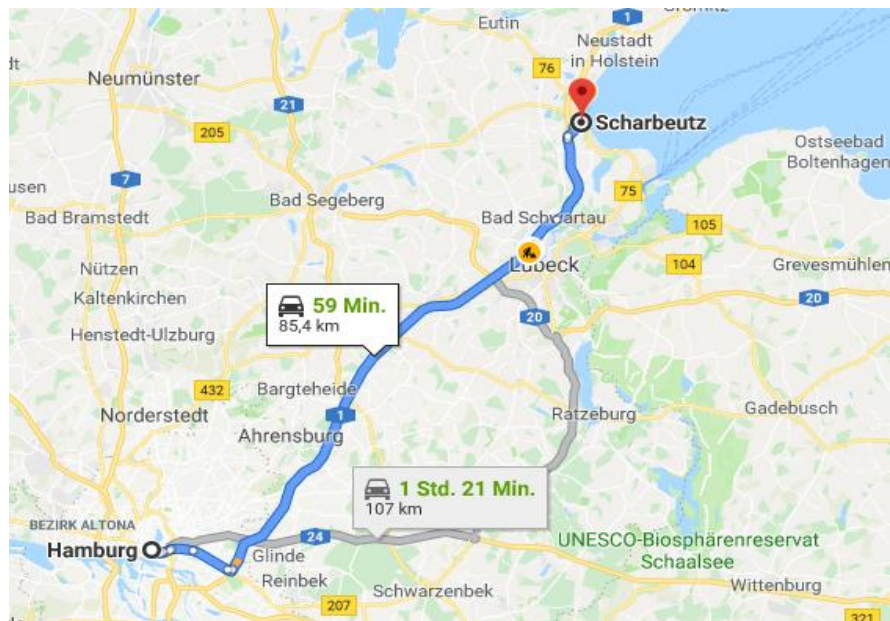 1
Grömitz
Eutin
Neustadt
in Holstein
dt
Neumünster
76
21
Scharbeutz
205
Ostseebad
Boltenhagen
7
75
usen
Bad Segeberg
Bad Bramstedt
Bad Schwartau
105
Lübeck
104
Nützen
Grevesmühlen
Kaltenkirchen
59 Min.
85,4 km
20
20
Henstedt-Ulzburg
432
Bargteheide
Norderstedt
1
Ratzeburg
Gadebusch
Ahrensburg
1 Std. 21 Min.
107 km
BEZIRK ALTONA
Hamburg
24
UNESCO-Biosphärenreservat
Schaalsee
Glinde
Reinbek
Schwarzenbek
Wittenburg
207
321